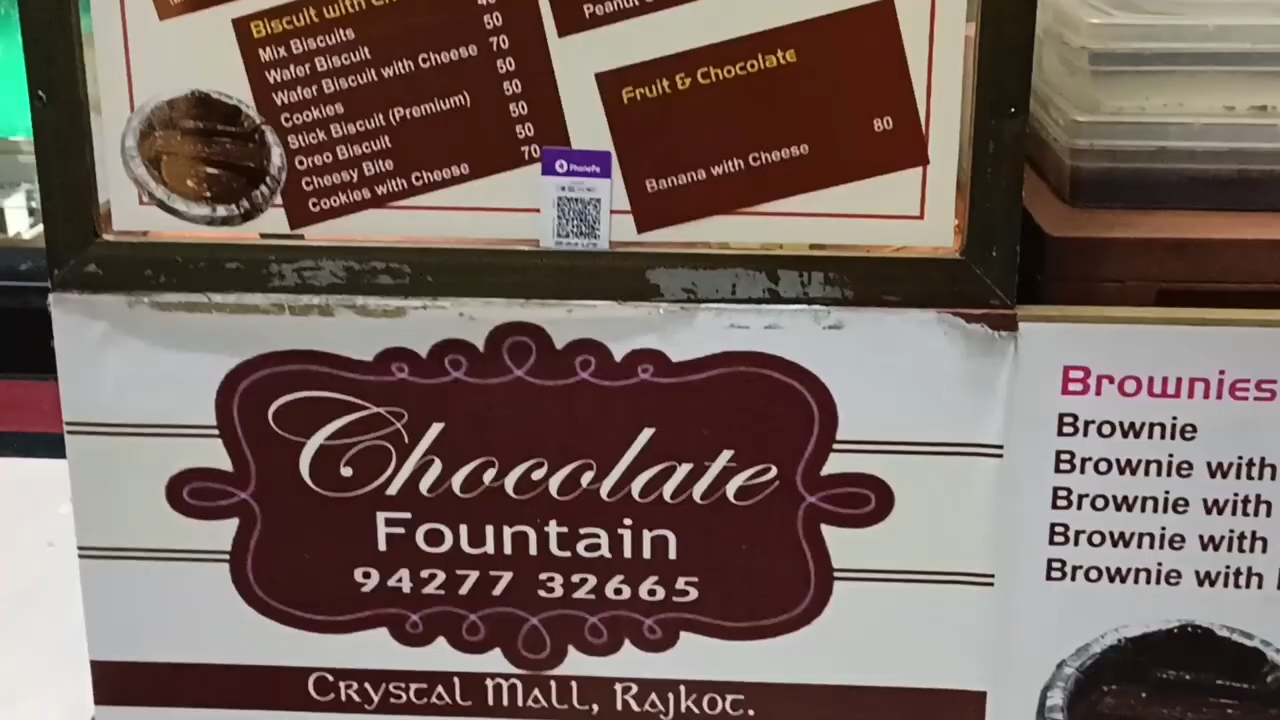 Biscuit with
Mix Biscuits 50
Wafer Biscuit 70
Wafer Biscuit with Cheese 50
Cookies 50
Stick Biscuit (Premium) 50
Oreo Biscuit 50
Cheesy Bite 70
Cookies with Cheese
Peanut
Fruit & Chocolate
80
Banana with Cheese
PhonePe
Chocolate
Fountain
94277 32665
Crystal Mall, Rajkot.
Brownies
Brownie
Brownie with
Brownie with
Brownie with
Brownie with